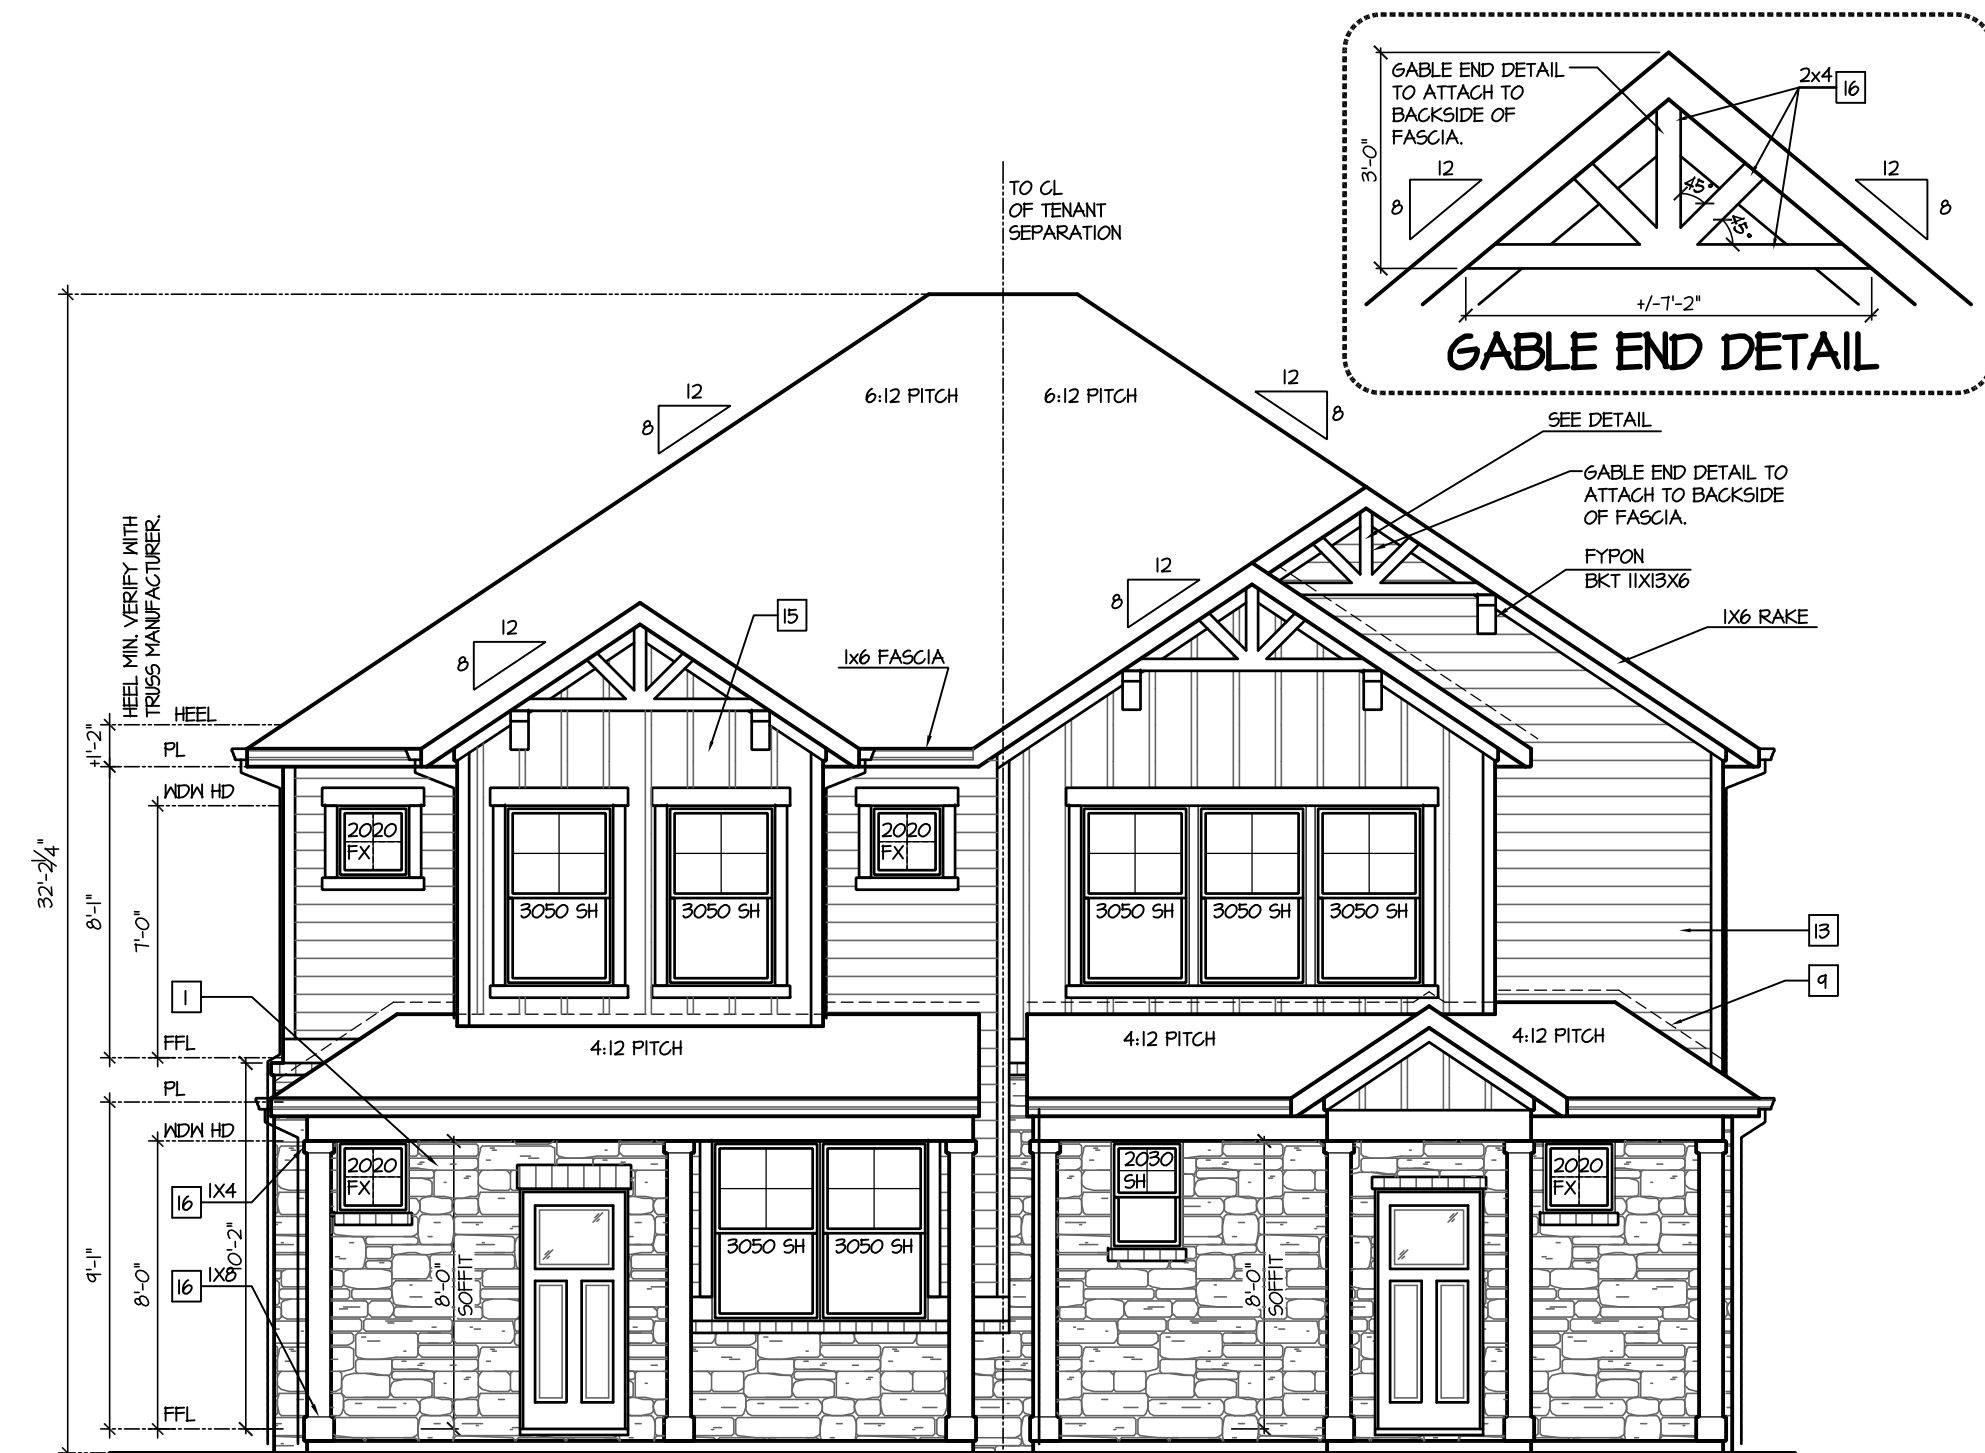 GABLE END DETAIL
TO ATTACH TO
BACKSIDE OF
FASCIA.
2x4
16
3'-0"
12
8
12
8
45°
45°
+/-7'-2"
GABLE END DETAIL
TO CL
OF TENANT
SEPARATION
12
8
6:12 PITCH
6:12 PITCH
12
8
SEE DETAIL
GABLE END DETAIL TO
ATTACH TO BACKSIDE
OF FASCIA.
FYPON
BKT 11X13X6
1X6 RAKE
12
8
12
8
15
1x6 FASCIA
HEEL MIN. VERIFY WITH
TRUSS MANUFACTURER.
HEEL
+1'-2"
PL
WDW HD
32'-2 1/4"
8'-1"
7'-0"
2020
FX
3050 SH
3050 SH
2020
FX
3050 SH
3050 SH
3050 SH
13
9
1
FFL
4:12 PITCH
4:12 PITCH
4:12 PITCH
PL
WDW HD
2020
FX
2030
SH
2020
FX
16
1X4
10'-2"
9'-1"
8'-0"
16
1X8
8'-0"
SOFFIT
3050 SH
3050 SH
8'-0"
SOFFIT
FFL